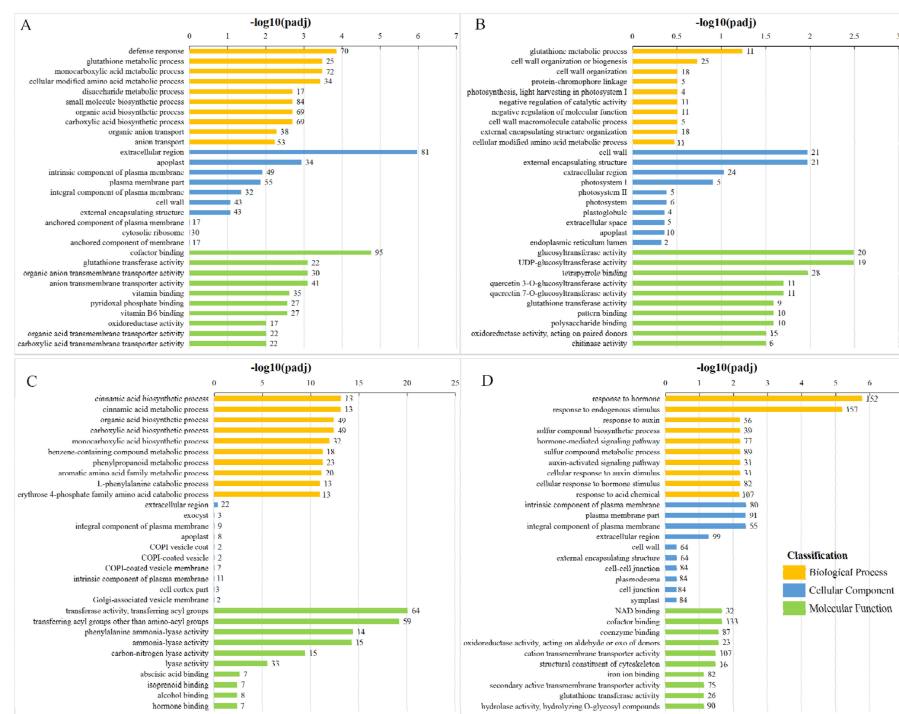 A
-log10(padj)
0 1 2 3 4 5 6 7
defense response 70
glutathione metabolic process 25
monocarboxylic acid metabolic process 72
cellular modified amino acid metabolic process 34
disaccharide metabolic process 17
small molecule biosynthetic process 84
organic acid biosynthetic process 69
carboxylic acid biosynthetic process 69
organic anion transport 38
anion transport 53
extracellular region 81
apoplast 34
intrinsic component of plasma membrane 49
plasma membrane part 55
integral component of plasma membrane 32
cell wall 43
external encapsulating structure 43
anchored component of plasma membrane 17
cytosolic ribosome 30
anchored component of membrane 17
cofactor binding 95
glutathione transferase activity 22
organic anion transmembrane transporter activity 30
anion transmembrane transporter activity 41
vitamin binding 35
pyridoxal phosphate binding 27
vitamin B6 binding 27
oxidoreductase activity 17
organic acid transmembrane transporter activity 22
carboxylic acid transmembrane transporter activity 22
B
-log10(padj)
0 0.5 1 1.5 2 2.5 3
glutathione metabolic process 11
cell wall organization or biogenesis 25
cell wall organization 18
protein-chromophore linkage 5
photosynthesis, light harvesting in photosystem I 4
negative regulation of catalytic activity 11
negative regulation of molecular function 11
cell wall macromolecule catabolic process 5
external encapsulating structure organization 18
cellular modified amino acid metabolic process 11
cell wall 21
external encapsulating structure 21
extracellular region 24
photosystem I 5
photosystem II 5
photosystem 6
plastoglobule 4
extracellular space 5
apoplast 10
endoplasmic reticulum lumen 2
glucosyltransferase activity 20
UDP-glucosyltransferase activity 19
tetrapyrrole binding 28
quercetin 3-O-glucosyltransferase activity 11
quercetin 7-O-glucosyltransferase activity 11
glutathione transferase activity 9
pattern binding 10
polysaccharide binding 10
oxidoreductase activity, acting on paired donors 15
chitinase activity 6
C
-log10(padj)
0 5 10 15 20 25
cinnamic acid biosynthetic process 13
cinnamic acid metabolic process 13
organic acid biosynthetic process 49
carboxylic acid biosynthetic process 49
monocarboxylic acid biosynthetic process 32
benzene-containing compound metabolic process 18
phenylpropanoid metabolic process 23
aromatic amino acid family metabolic process 20
L-phenylalanine catabolic process 13
erythrose 4-phosphate family amino acid catabolic process 13
extracellular region 22
exocyst 3
integral component of plasma membrane 9
apoplast 8
COPI vesicle coat 2
COPI-coated vesicle 2
COPI-coated vesicle membrane 2
intrinsic component of plasma membrane 11
cell cortex part 3
Golgi-associated vesicle membrane 2
transferase activity, transferring acyl groups 64
transferring acyl groups other than amino-acyl groups 59
phenylalanine ammonia-lyase activity 14
ammonia-lyase activity 15
carbon-nitrogen lyase activity 15
lyase activity 33
abscisic acid binding 7
isoprenoid binding 7
alcohol binding 8
hormone binding 7
D
-log10(padj)
0 1 2 3 4 5 6
response to hormone 152
response to endogenous stimulus 157
response to auxin 56
sulfur compound biosynthetic process 39
hormone-mediated signaling pathway 77
sulfur compound metabolic process 89
auxin-activated signaling pathway 31
cellular response to auxin stimulus 31
cellular response to hormone stimulus 82
response to acid chemical 107
intrinsic component of plasma membrane 80
plasma membrane part 91
integral component of plasma membrane 55
extracellular region 99
cell wall 64
external encapsulating structure 64
cell-cell junction 84
plasmodesma 84
cell junction 84
symplast 84
NAD binding 32
cofactor binding 133
coenzyme binding 87
oxidoreductase activity, acting on aldehyde or oxo of donors 23
cation transmembrane transporter activity 107
structural constituent of cytoskeleton 16
iron ion binding 82
secondary active transmembrane transporter activity 75
glutathione transferase activity 26
hydrolase activity, hydrolyzing O-glycosyl compounds 90
Classification
Biological Process
Cellular Component
Molecular Function